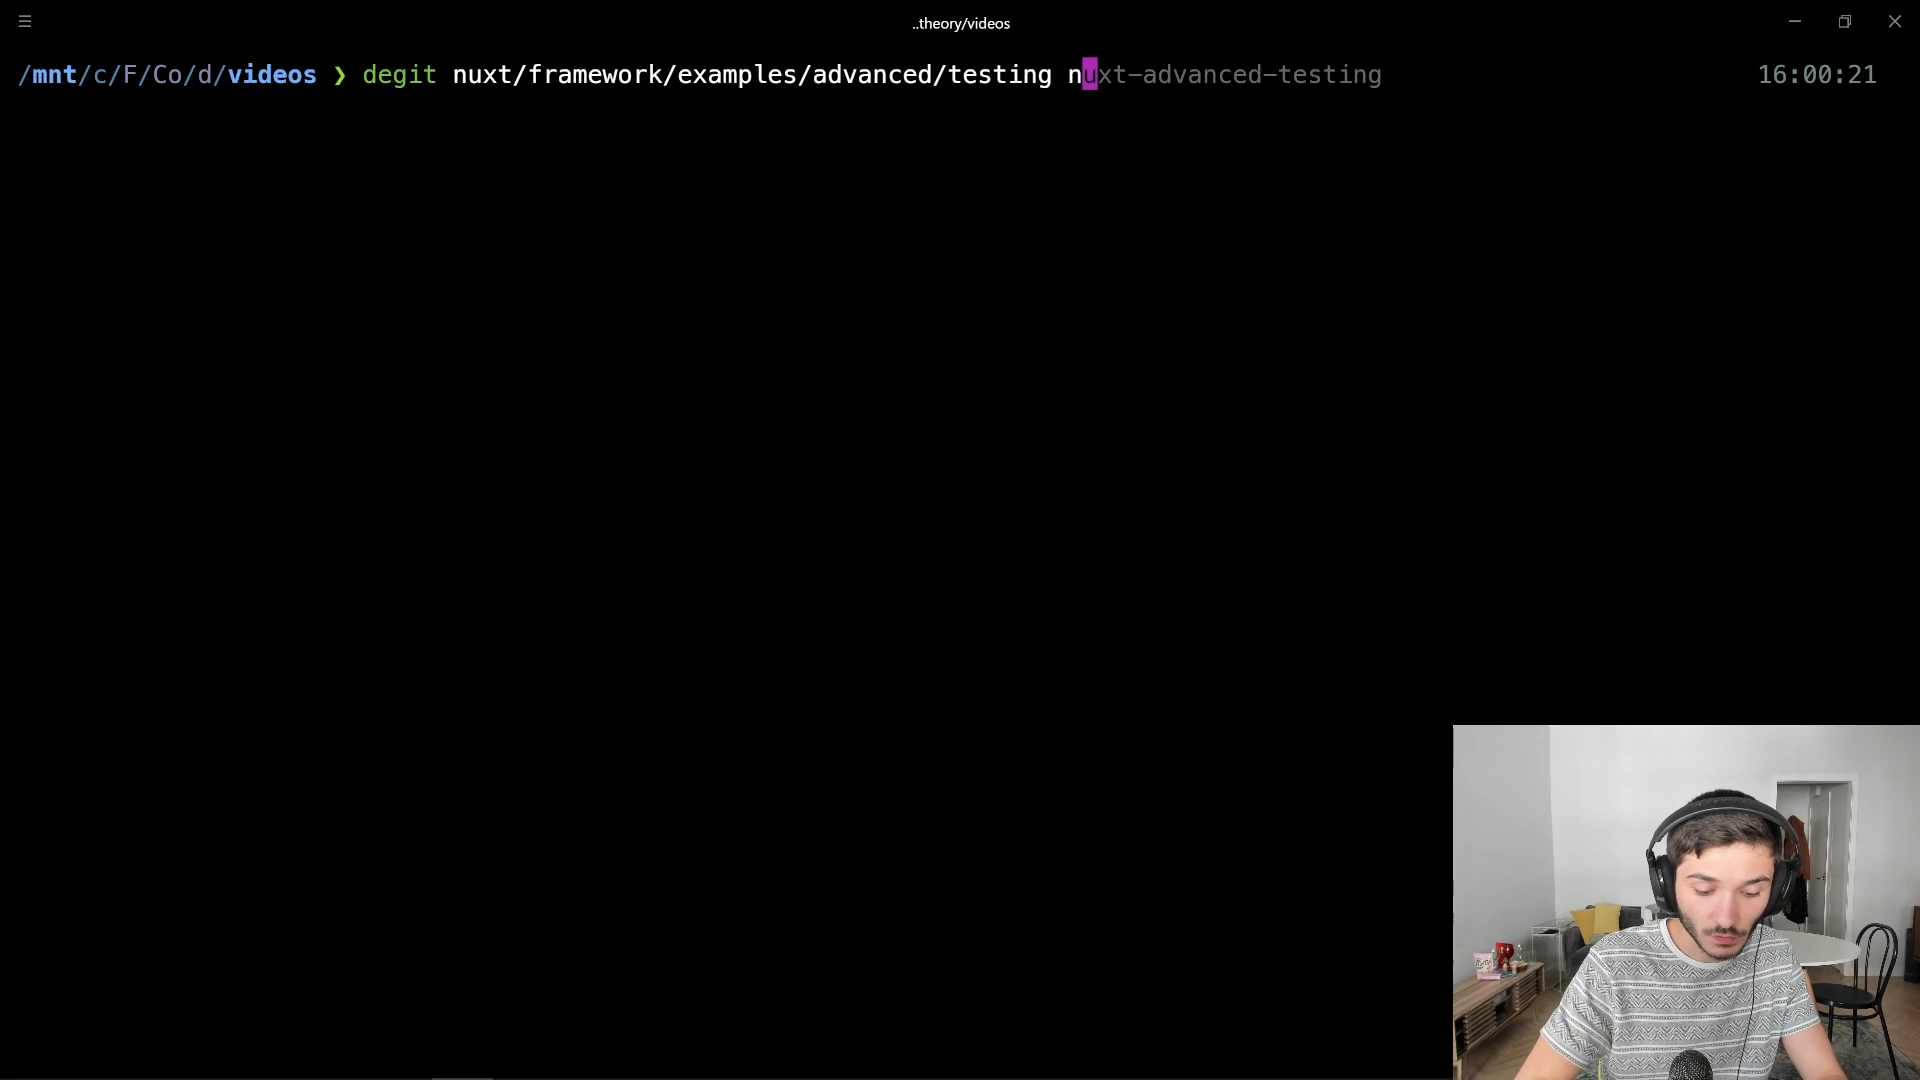 ..theory/videos
/mnt/c/F/Co/d/videos ❯ degit nuxt/framework/examples/advanced/testing nuxt-advanced-testing 16:00:21